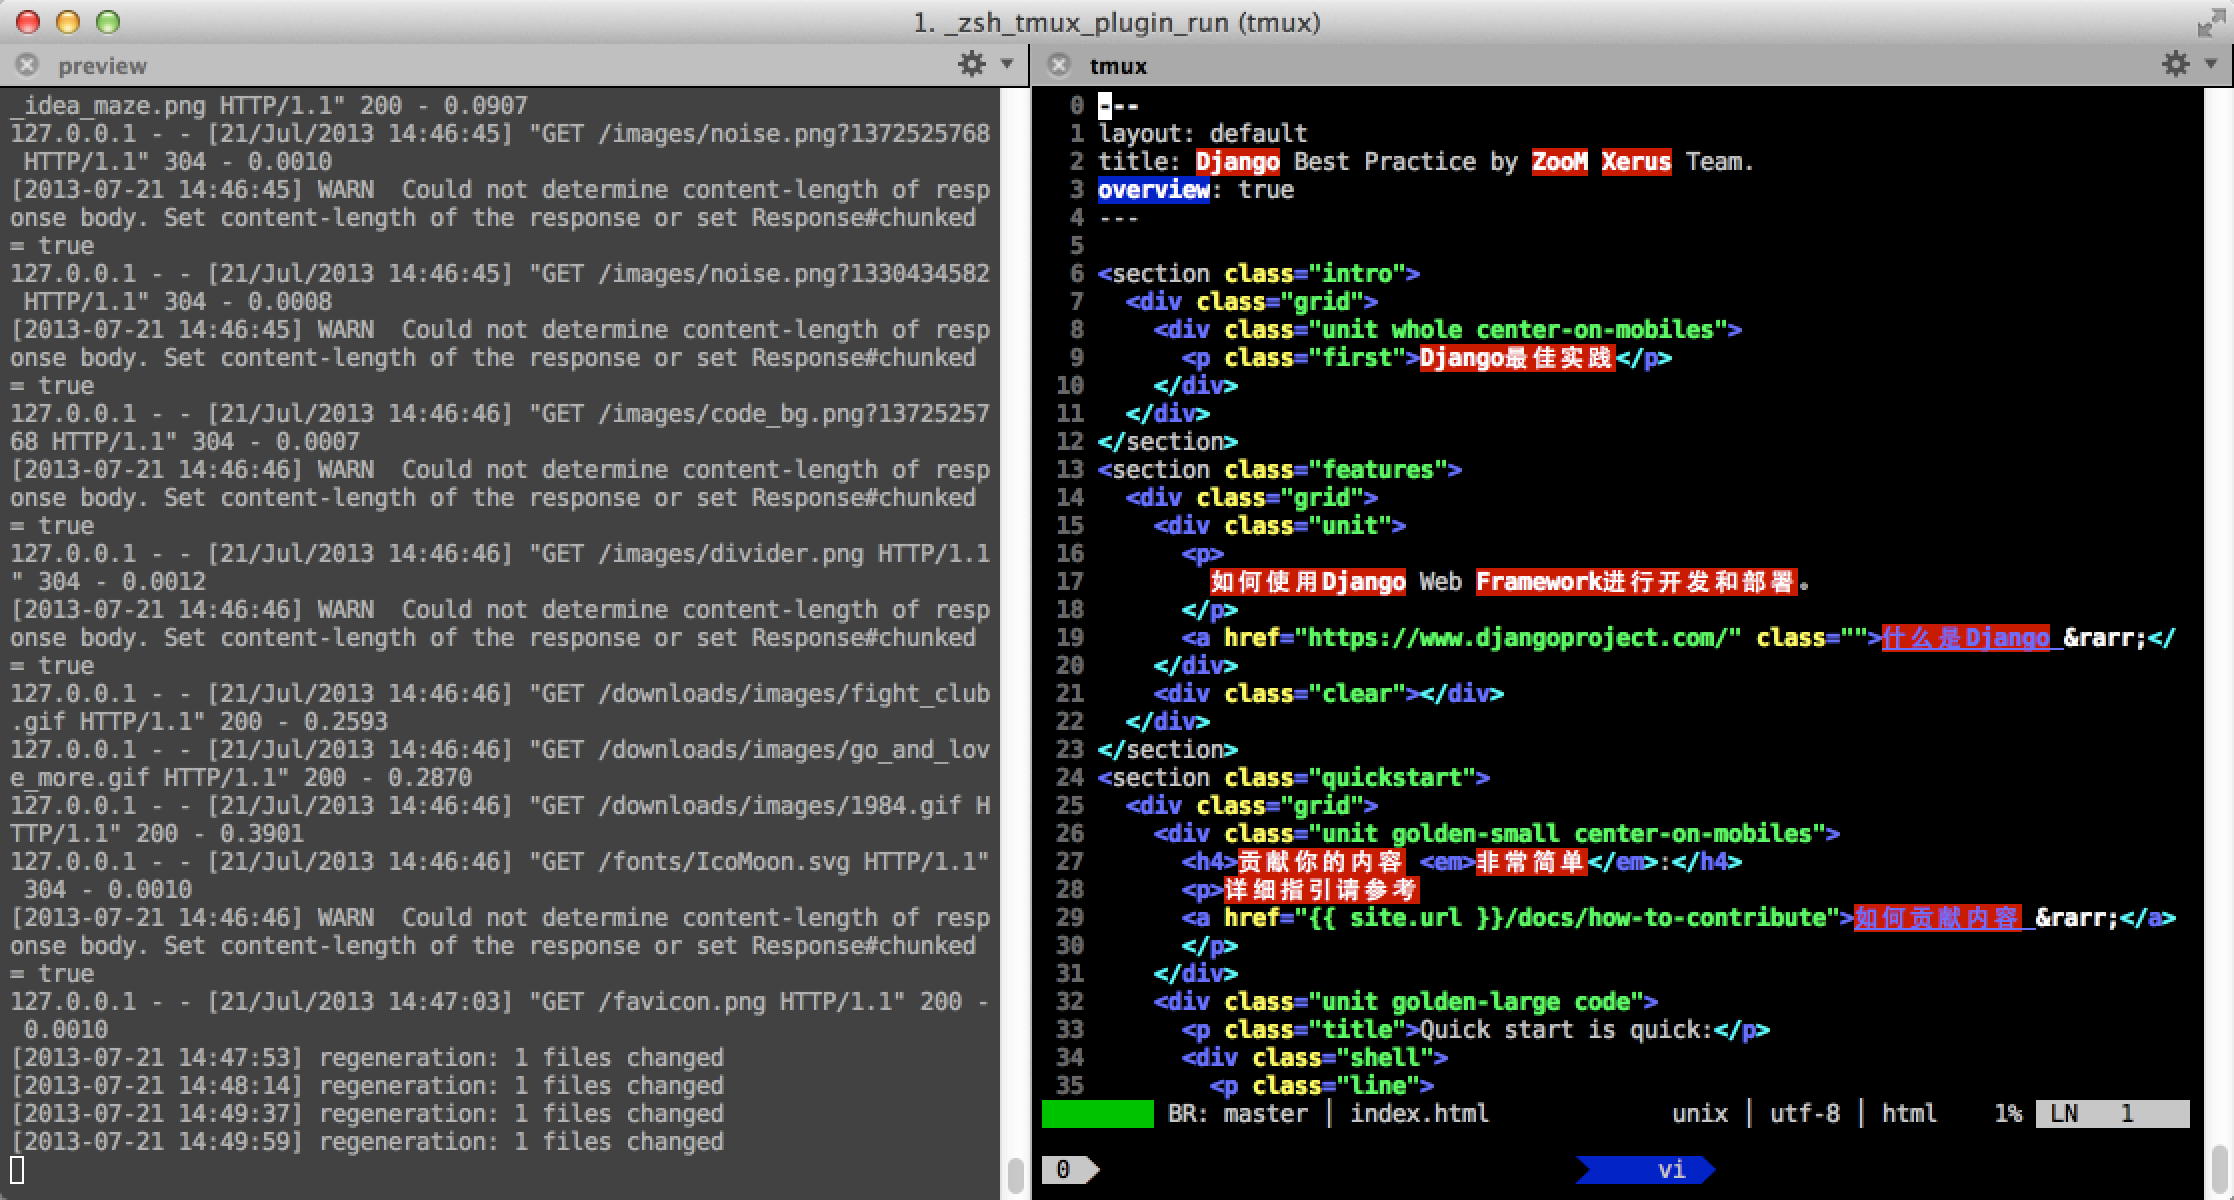 1. _zsh_tmux_plugin_run (tmux)
preview
_idea_maze.png HTTP/1.1" 200 - 0.0907
127.0.0.1 - - [21/Jul/2013 14:46:45] "GET /images/noise.png?1372525768
 HTTP/1.1" 304 - 0.0010
[2013-07-21 14:46:45] WARN  Could not determine content-length of resp
onse body. Set content-length of the response or set Response#chunked
= true
127.0.0.1 - - [21/Jul/2013 14:46:45] "GET /images/noise.png?1330434582
 HTTP/1.1" 304 - 0.0008
[2013-07-21 14:46:45] WARN  Could not determine content-length of resp
onse body. Set content-length of the response or set Response#chunked
= true
127.0.0.1 - - [21/Jul/2013 14:46:46] "GET /images/code_bg.png?13725257
68 HTTP/1.1" 304 - 0.0007
[2013-07-21 14:46:46] WARN  Could not determine content-length of resp
onse body. Set content-length of the response or set Response#chunked
= true
127.0.0.1 - - [21/Jul/2013 14:46:46] "GET /images/divider.png HTTP/1.1
" 304 - 0.0012
[2013-07-21 14:46:46] WARN  Could not determine content-length of resp
onse body. Set content-length of the response or set Response#chunked
= true
127.0.0.1 - - [21/Jul/2013 14:46:46] "GET /downloads/images/fight_club
.gif HTTP/1.1" 200 - 0.2593
127.0.0.1 - - [21/Jul/2013 14:46:46] "GET /downloads/images/go_and_lov
e_more.gif HTTP/1.1" 200 - 0.2870
127.0.0.1 - - [21/Jul/2013 14:46:46] "GET /downloads/images/1984.gif H
TTP/1.1" 200 - 0.3901
127.0.0.1 - - [21/Jul/2013 14:46:46] "GET /fonts/IcoMoon.svg HTTP/1.1"
 304 - 0.0010
[2013-07-21 14:46:46] WARN  Could not determine content-length of resp
onse body. Set content-length of the response or set Response#chunked
= true
127.0.0.1 - - [21/Jul/2013 14:47:03] "GET /favicon.png HTTP/1.1" 200 -
 0.0010
[2013-07-21 14:47:53] regeneration: 1 files changed
[2013-07-21 14:48:14] regeneration: 1 files changed
[2013-07-21 14:49:37] regeneration: 1 files changed
[2013-07-21 14:49:59] regeneration: 1 files changed
tmux
0 ---
1 layout: default
2 title: Django Best Practice by ZooM Xerus Team.
3 overview: true
4 ---
5
6 <section class="intro">
7   <div class="grid">
8     <div class="unit whole center-on-mobiles">
9       <p class="first">Django最佳实践</p>
10     </div>
11   </div>
12 </section>
13 <section class="features">
14   <div class="grid">
15     <div class="unit">
16       <p>
17         如何使用Django Web Framework进行开发和部署。
18       </p>
19       <a href="https://www.djangoproject.com/" class="">什么是Django &rarr;</
20     </div>
21     <div class="clear"></div>
22   </div>
23 </section>
24 <section class="quickstart">
25   <div class="grid">
26     <div class="unit golden-small center-on-mobiles">
27       <h4>贡献你的内容 <em>非常简单</em>:</h4>
28       <p>详细指引请参考
29       <a href="{{ site.url }}/docs/how-to-contribute">如何贡献内容 &rarr;</a>
30       </p>
31     </div>
32     <div class="unit golden-large code">
33       <p class="title">Quick start is quick:</p>
34       <div class="shell">
35         <p class="line">
BR: master | index.html unix | utf-8 | html 1% LN 1
0 vi